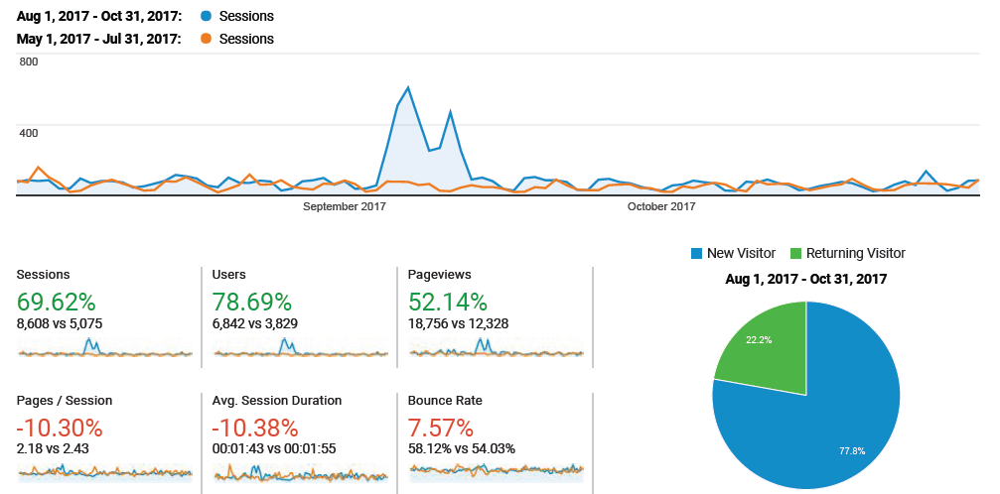 Aug 1, 2017 - Oct 31, 2017: Sessions
May 1, 2017 - Jul 31, 2017: Sessions
800
400
September 2017 October 2017
New Visitor Returning Visitor
Aug 1, 2017 - Oct 31, 2017
22.2%
77.8%
Sessions Users Pageviews
69.62% 78.69% 52.14%
8,608 vs 5,075 6,842 vs 3,829 18,756 vs 12,328
Pages / Session Avg. Session Duration Bounce Rate
-10.30% -10.38% 7.57%
2.18 vs 2.43 00:01:43 vs 00:01:55 58.12% vs 54.03%